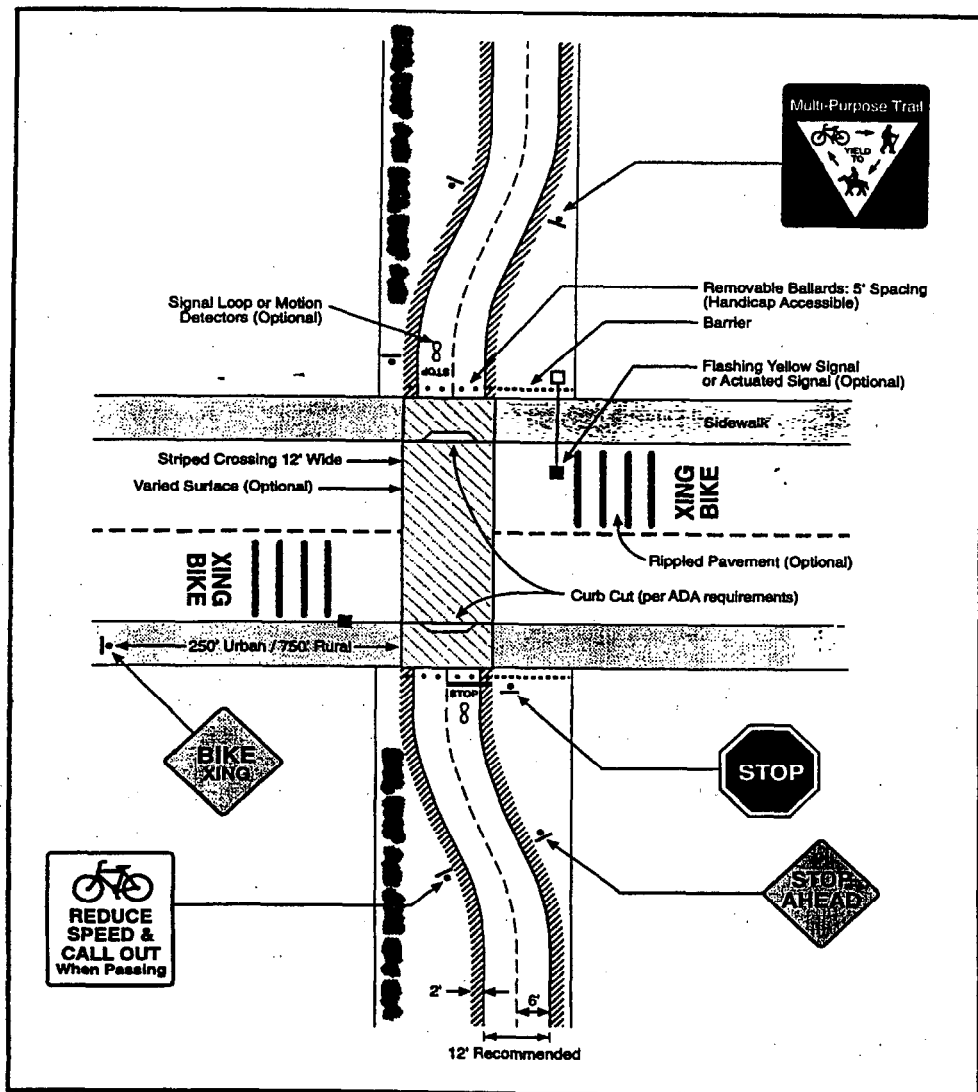 Multi-Purpose Trail
YIELD
TO
Signal Loop or Motion
Detectors (Optional)
Removable Ballards: 5' Spacing
(Handicap Accessible)
Barrier
STOP
Flashing Yellow Signal
or Actuated Signal (Optional)
Sidewalk
Striped Crossing 12' Wide
Varied Surface (Optional)
XING
BIKE
Rippled Pavement (Optional)
XING
BIKE
Curb Cut (per ADA requirements)
250' Urban / 750' Rural
STOP
BIKE
XING
STOP
STOP
AHEAD
REDUCE
SPEED &
CALL OUT
When Passing
2'
6'
12' Recommended